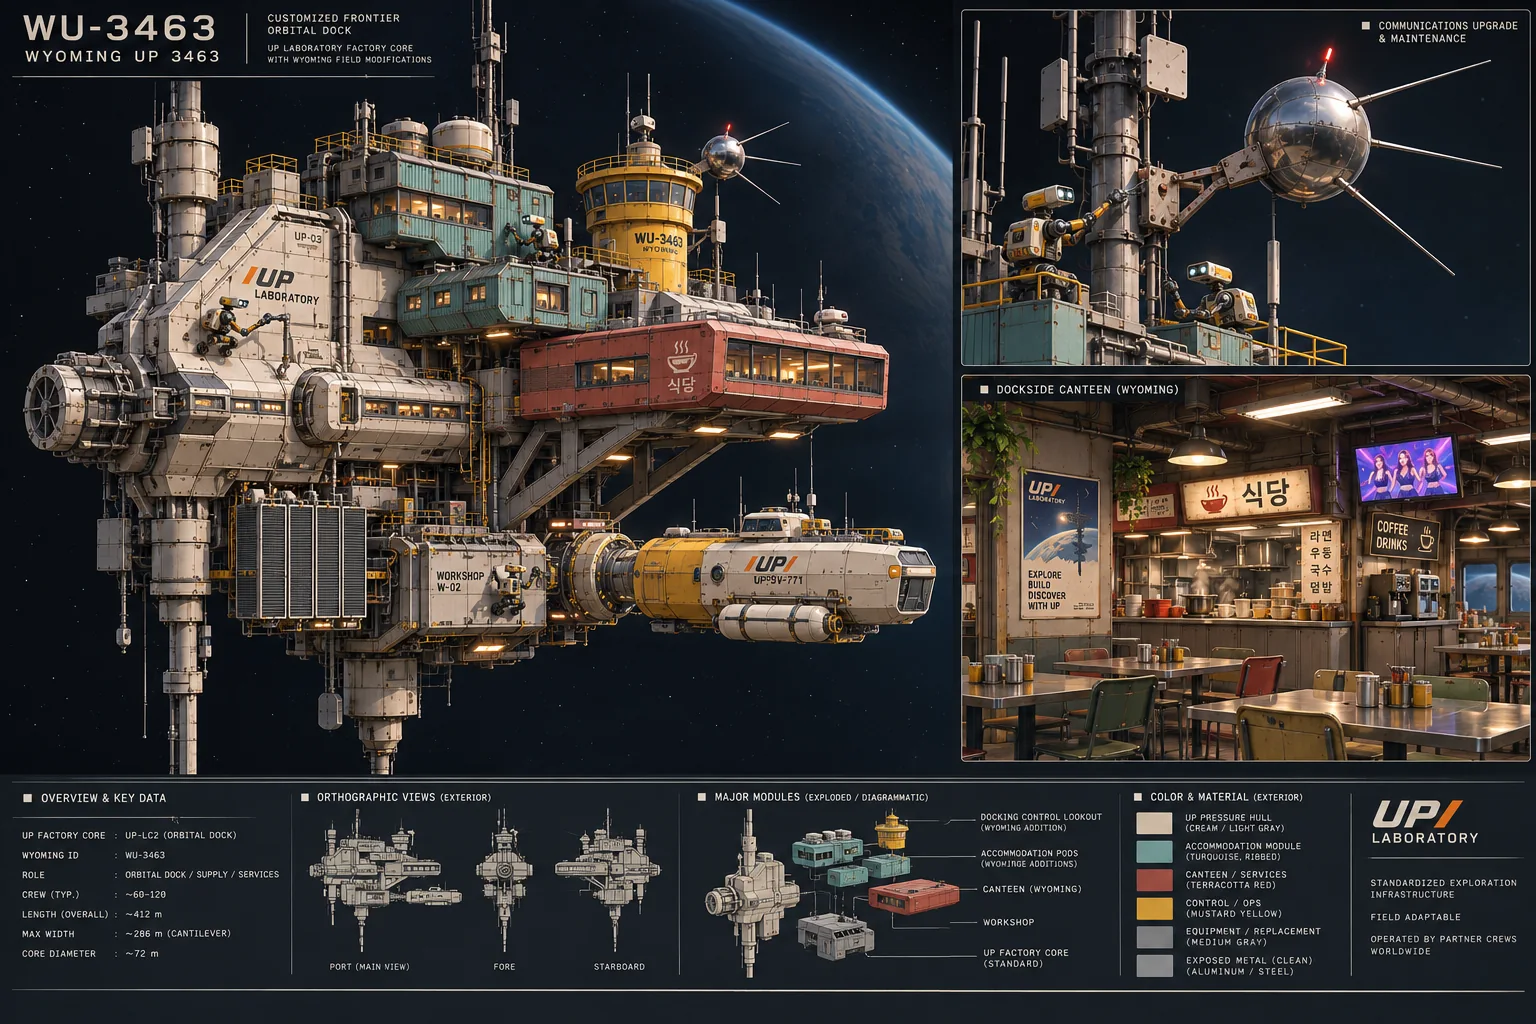 WU-3463
WYOMING UP 3463
CUSTOMIZED FRONTIER
ORBITAL DOCK
UP LABORATORY FACTORY CORE
WITH WYOMING FIELD MODIFICATIONS
UP-03
/UP
LABORATORY
WU-3463
WYOMING
식당
WORKSHOP
W-02
/UP/
COMMUNICATIONS UPGRADE
& MAINTENANCE
DOCKSIDE CANTEEN (WYOMING)
UP/
LABORATORY
EXPLORE
BUILD
DISCOVER
WITH UP
식당
라면
우동
국수
덮밥
COFFEE
DRINKS
OVERVIEW & KEY DATA
UP FACTORY CORE : UP-LC2 (ORBITAL DOCK)
WYOMING ID : WU-3463
ROLE : ORBITAL DOCK / SUPPLY / SERVICES
CREW (TYP.) : ~60-120
LENGTH (OVERALL) : ~412 m
MAX WIDTH : ~286 m (CANTILEVER)
CORE DIAMETER : ~72 m
ORTHOGRAPHIC VIEWS (EXTERIOR)
PORT (MAIN VIEW)
FORE
STARBOARD
MAJOR MODULES (EXPLODED / DIAGRAMMATIC)
DOCKING CONTROL LOOKOUT
(WYOMING ADDITION)
ACCOMMODATION PODS
(WYOMINGE ADDITIONS)
CANTEEN (WYOMING)
WORKSHOP
UP FACTORY CORE
(STANDARD)
COLOR & MATERIAL (EXTERIOR)
UP PRESSURE HULL
(CREAM / LIGHT GRAY)
ACCOMMODATION MODULE
(TURQUOISE, RIBBED)
CANTEEN / SERVICES
(TERRACOTTA RED)
CONTROL / OPS
(MUSTARD YELLOW)
EQUIPMENT / REPLACEMENT
(MEDIUM GRAY)
EXPOSED METAL (CLEAN)
(ALUMINUM / STEEL)
UP/
LABORATORY
STANDARDIZED EXPLORATION
INFRASTRUCTURE
FIELD ADAPTABLE
OPERATED BY PARTNER CREWS
WORLDWIDE